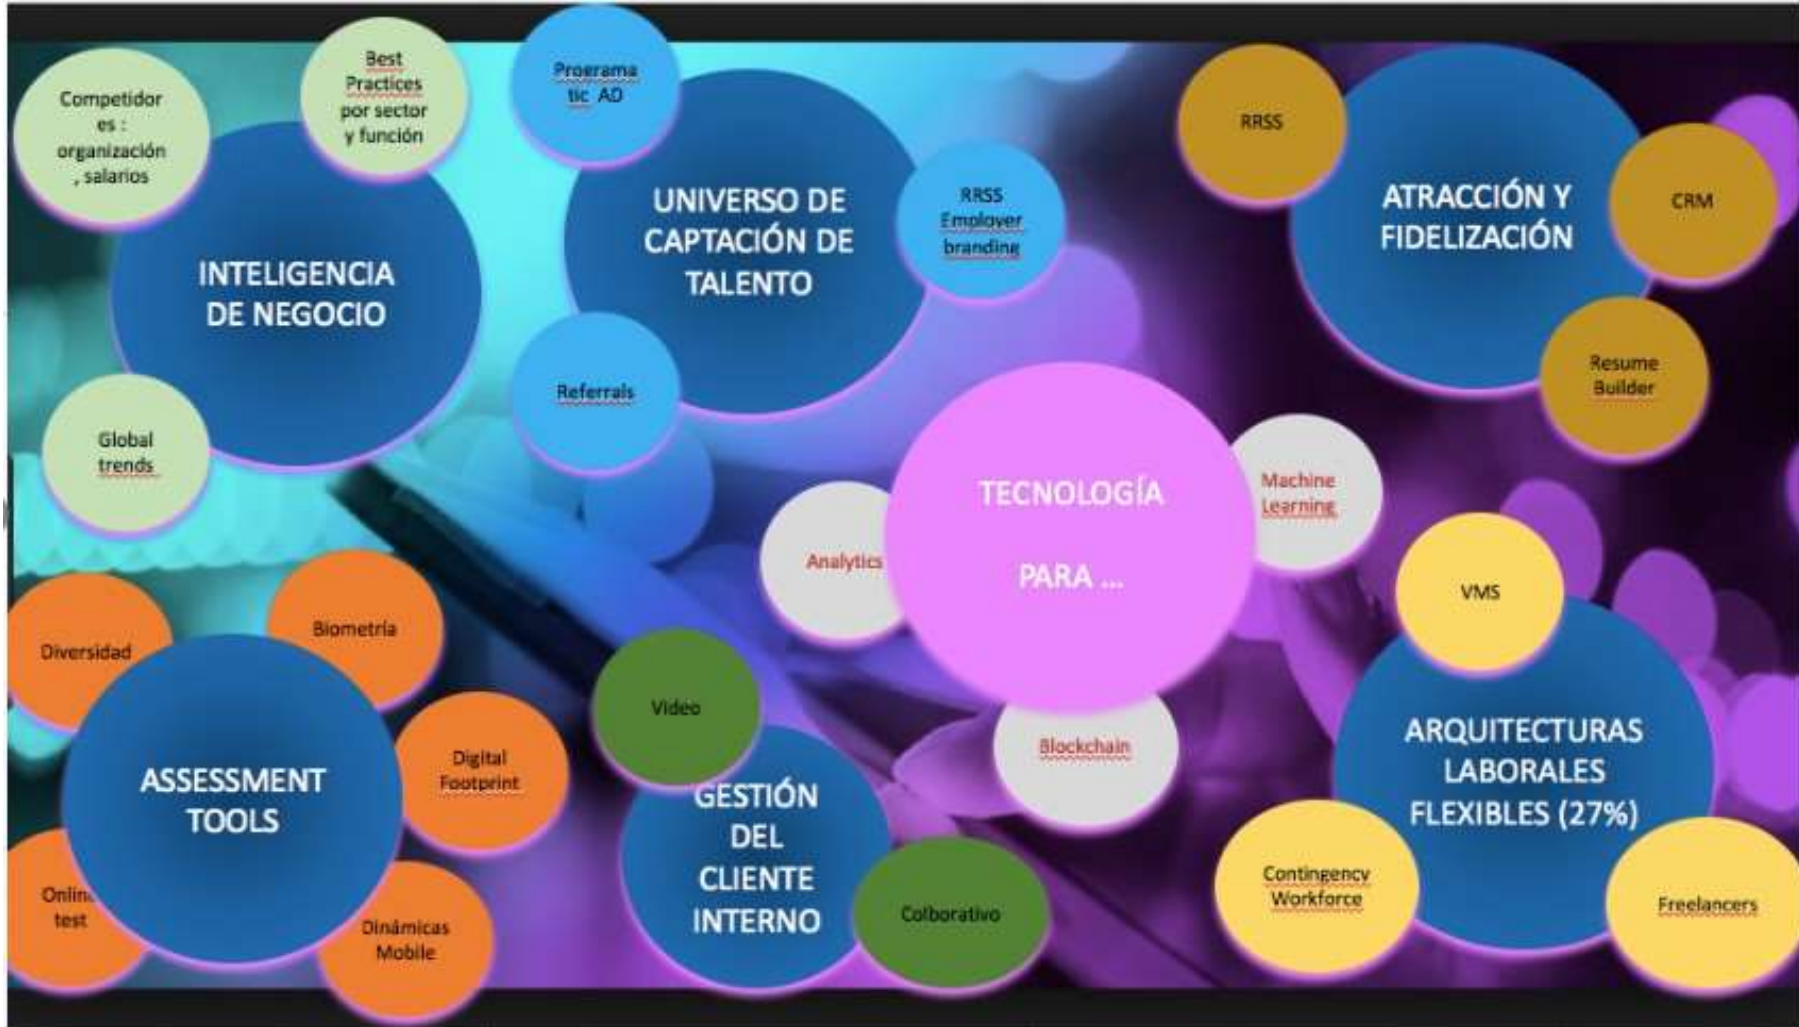 Competidor
es :
organización
, salarios
Best
Practices
por sector
y función
INTELIGENCIA
DE NEGOCIO
Global
trends
Programa
tic AD
UNIVERSO DE
CAPTACIÓN DE
TALENTO
RRSS
Employer
branding
Referrals
RRSS
ATRACCIÓN Y
FIDELIZACIÓN
CRM
Resume
Builder
TECNOLOGÍA
PARA ...
Analytics
Machine
Learning
Blockchain
Diversidad
Biometría
ASSESSMENT
TOOLS
Digital
Footprint
Online
test
Dinámicas
Mobile
Video
GESTIÓN
DEL
CLIENTE
INTERNO
Colborativo
VMS
ARQUITECTURAS
LABORALES
FLEXIBLES (27%)
Contingency
Workforce
Freelancers